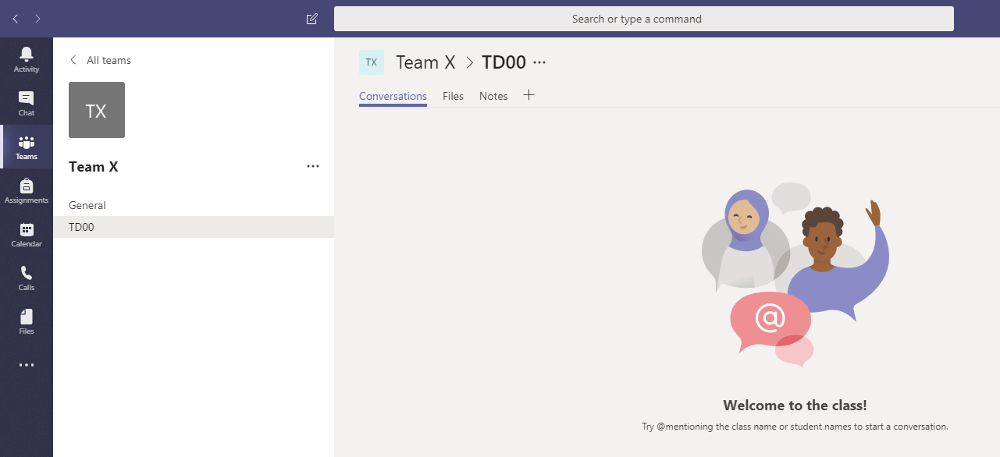 Search or type a command
Activity
Chat
Teams
Assignments
Calendar
Calls
Files
All teams
TX
Team X
General
TD00
TX Team X > TD00
Conversations Files Notes
@
Welcome to the class!
Try @mentioning the class name or student names to start a conversation.